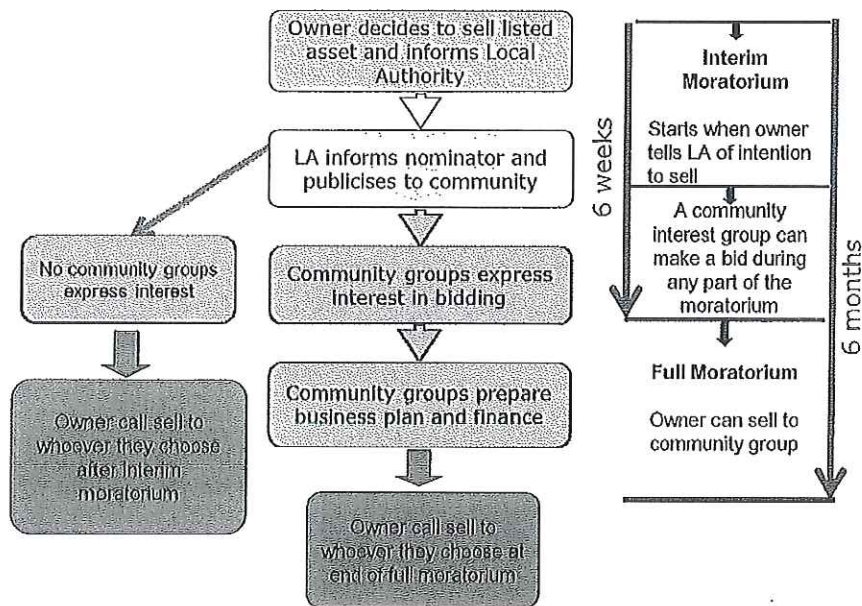 Owner decides to sell listed
asset and informs Local
Authority
LA informs nominator and
publicises to community
No community groups
express interest
Community groups express
interest in bidding
Community groups prepare
business plan and finance
Owner call sell to
whoever they choose
after Interim
moratorium
Owner call sell to
whoever they choose at
end of full moratorium
6 weeks
Interim
Moratorium
Starts when owner
tells LA of intention
to sell
A community
interest group can
make a bid during
any part of the
moratorium
Full Moratorium
Owner can sell to
community group
6 months